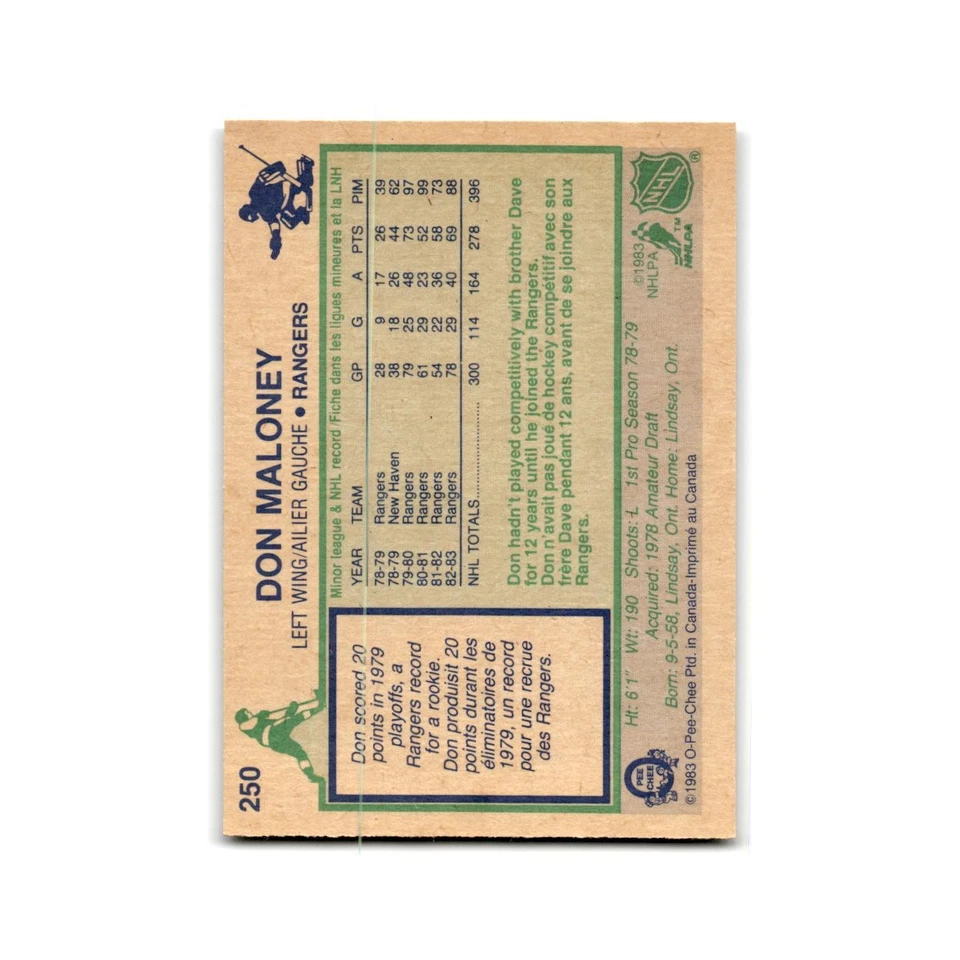 250
DON MALONEY
LEFT WING/AILIER GAUCHE • RANGERS
Don scored 20
points in 1979
playoffs, a
Rangers record
for a rookie.
Don produisit 20
points durant les
éliminatoires de
1979, un record
pour une recrue
des Rangers.
Minor league & NHL record/Fiche dans les ligues mineures et la LNH
YEAR TEAM GP G A PTS PIM
78-79 Rangers 28 9 17 26 39
78-79 New Haven 38 18 26 44 62
79-80 Rangers 79 25 48 73 97
80-81 Rangers 61 29 23 52 99
81-82 Rangers 54 22 36 58 73
82-83 Rangers 78 29 40 69 88
NHL TOTALS 300 114 164 278 396
Don hadn't played competitively with brother Dave
for 12 years until he joined the Rangers.
Don n'avait pas joué de hockey compétitif avec son
frère Dave pendant 12 ans, avant de se joindre aux
Rangers.
Ht: 6'1" Wt: 190 Shoots: L 1st Pro Season 78-79
Acquired: 1978 Amateur Draft
Born: 9-5-58, Lindsay, Ont. Home: Lindsay, Ont.
©1983 O-Pee-Chee Ptd. in Canada-Imprimé au Canada
PEE
CHEE
©1983
NHLPA
NHLPA™
NHL®